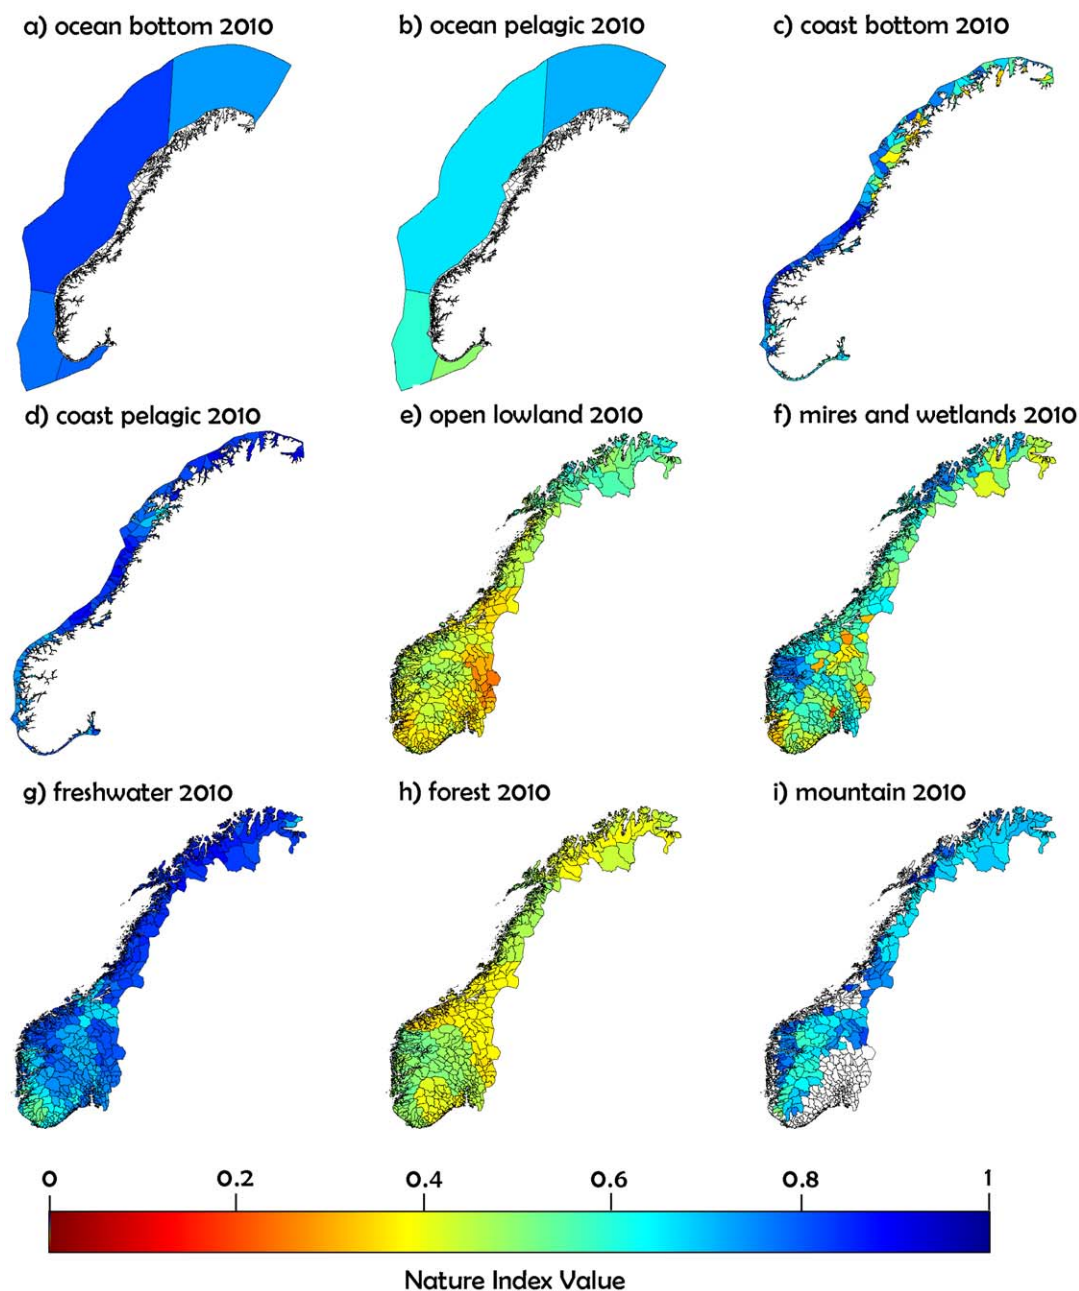 a) ocean bottom 2010
b) ocean pelagic 2010
c) coast bottom 2010
d) coast pelagic 2010
e) open lowland 2010
f) mires and wetlands 2010
g) freshwater 2010
h) forest 2010
i) mountain 2010
0 0.2 0.4 0.6 0.8 1
Nature Index Value